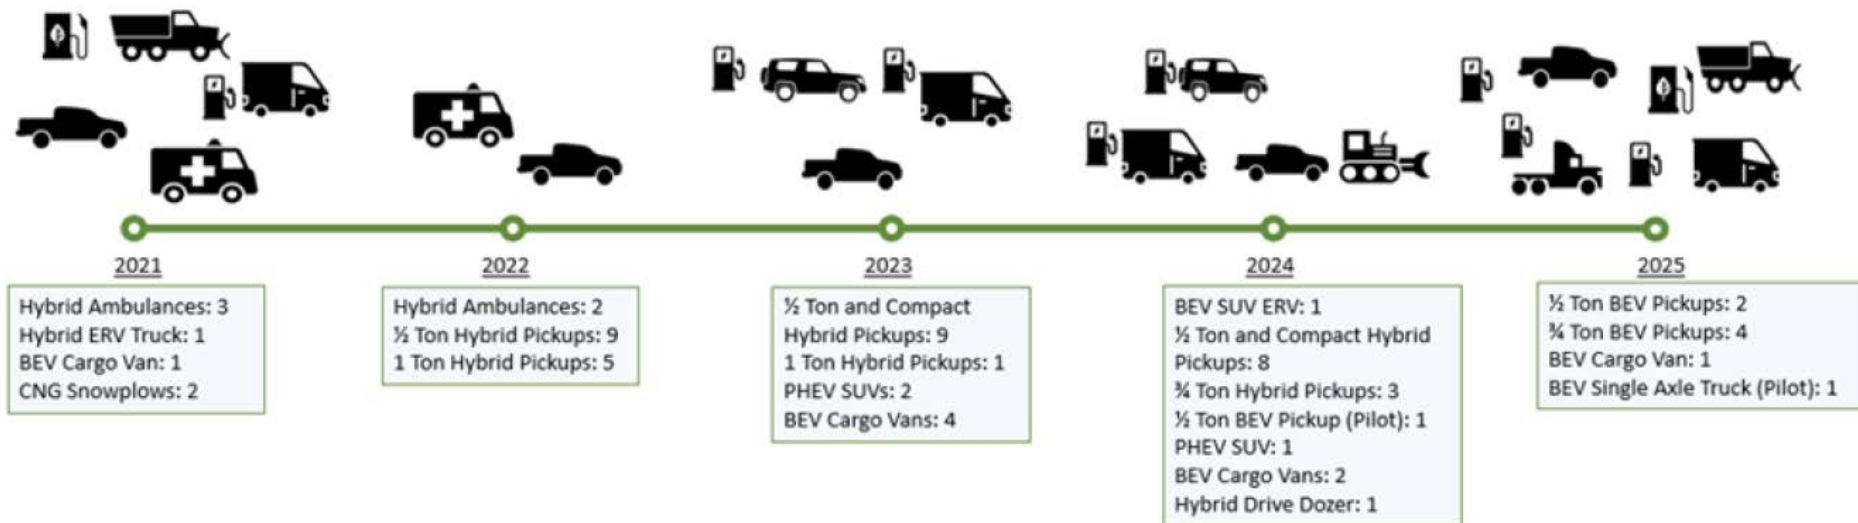 2021
Hybrid Ambulances: 3
Hybrid ERV Truck: 1
BEV Cargo Van: 1
CNG Snowplows: 2
2022
Hybrid Ambulances: 2
½ Ton Hybrid Pickups: 9
1 Ton Hybrid Pickups: 5
2023
½ Ton and Compact
Hybrid Pickups: 9
1 Ton Hybrid Pickups: 1
PHEV SUVs: 2
BEV Cargo Vans: 4
2024
BEV SUV ERV: 1
½ Ton and Compact Hybrid
Pickups: 8
¾ Ton Hybrid Pickups: 3
½ Ton BEV Pickup (Pilot): 1
PHEV SUV: 1
BEV Cargo Vans: 2
Hybrid Drive Dozer: 1
2025
½ Ton BEV Pickups: 2
¾ Ton BEV Pickups: 4
BEV Cargo Van: 1
BEV Single Axle Truck (Pilot): 1